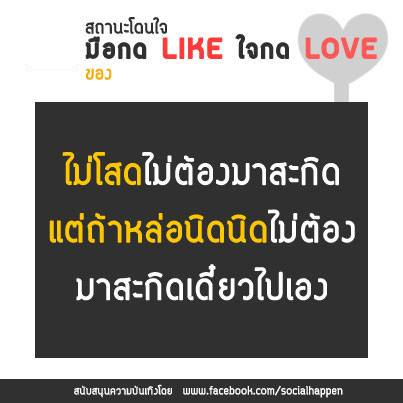 สถานะโดนใจ
มือกด LIKE ใจกด LOVE
ของ
ไม่โสดไม่ต้องมาสะกิด
แต่ถ้าหล่อนิดนิดไม่ต้อง
มาสะกิดเดี๋ยวไปเอง
สนับสนุนความบันเทิงโดย www.facebook.com/socialhappen